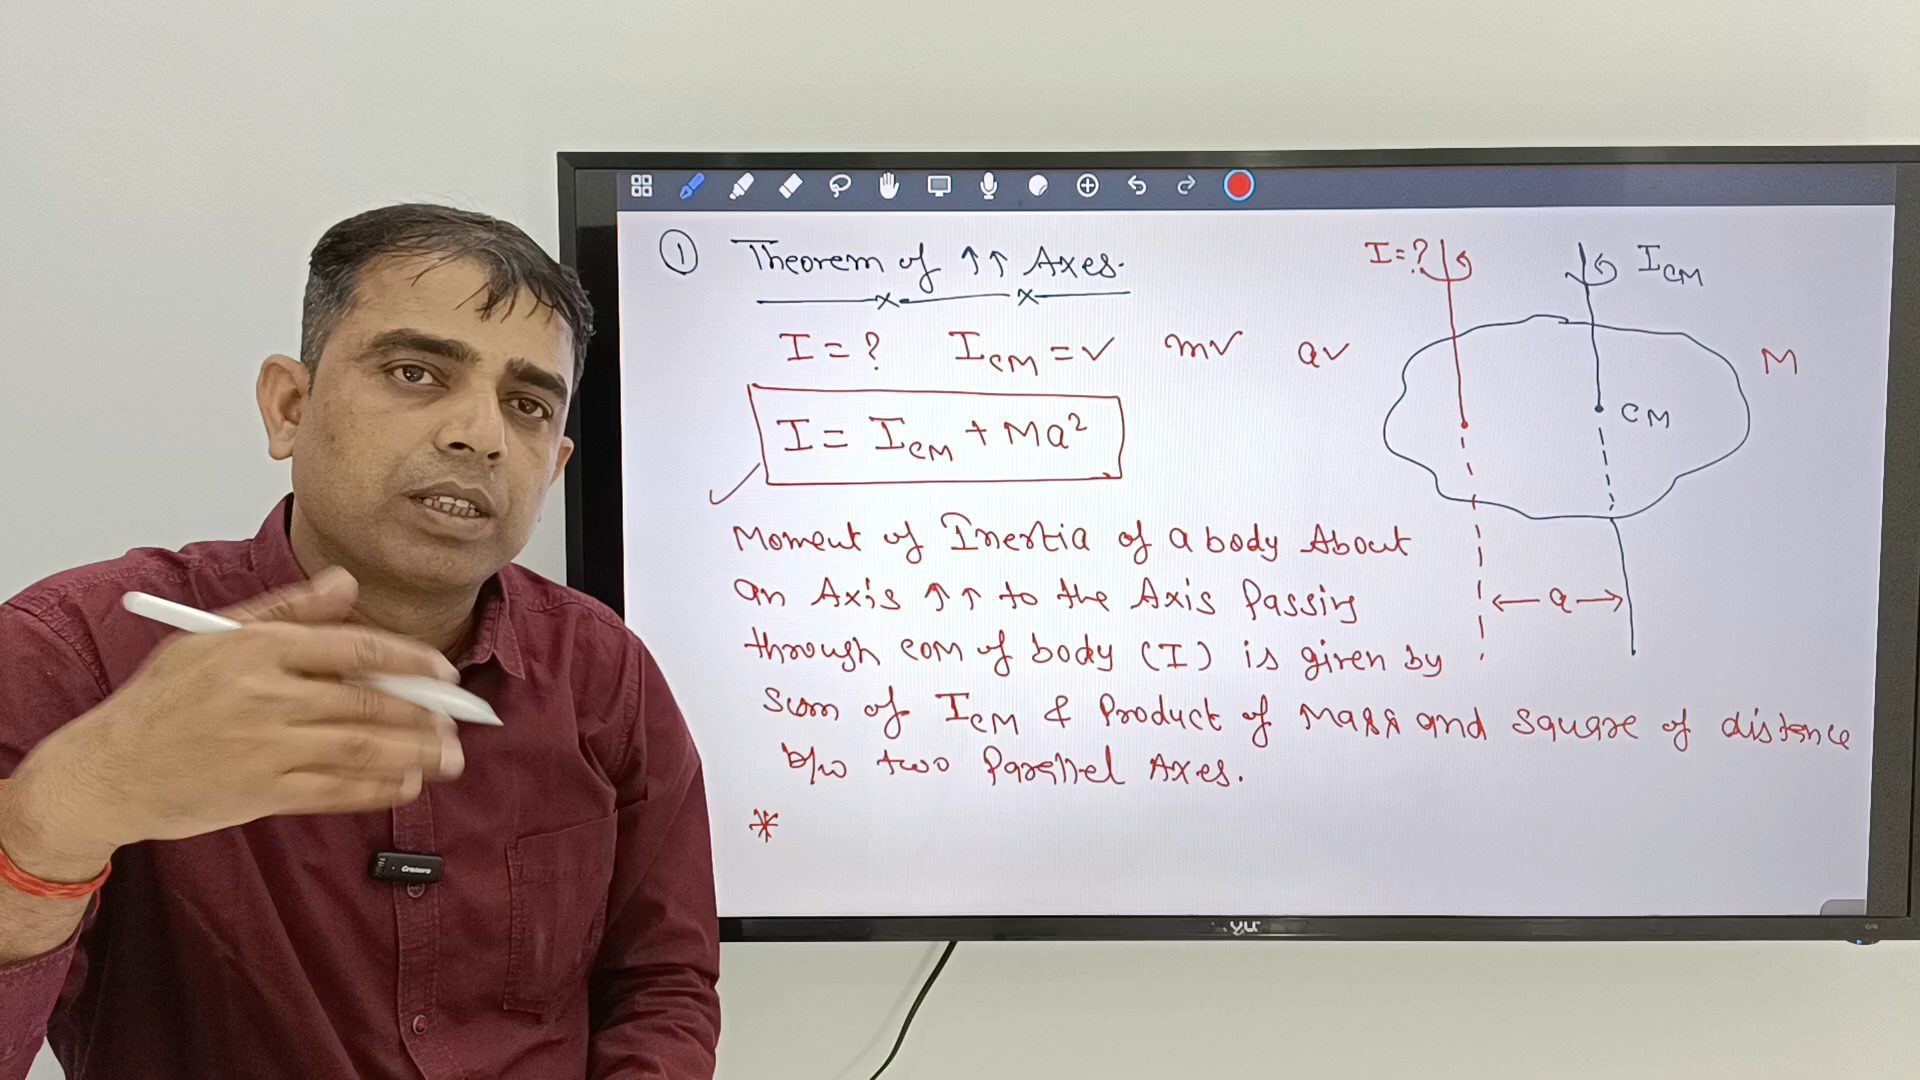 ① Theorem of ↑↑ Axes.
I = ? I_CM = ✓ m✓ a✓
I = I_CM + Ma²
Moment of Inertia of a body About
an Axis ↑↑ to the Axis Passing
through com of body (I) is given by
sum of I_CM & Product of Mass and square of distance
b/w two Parallel Axes.
*
I = ?
I_CM
M
CM
a